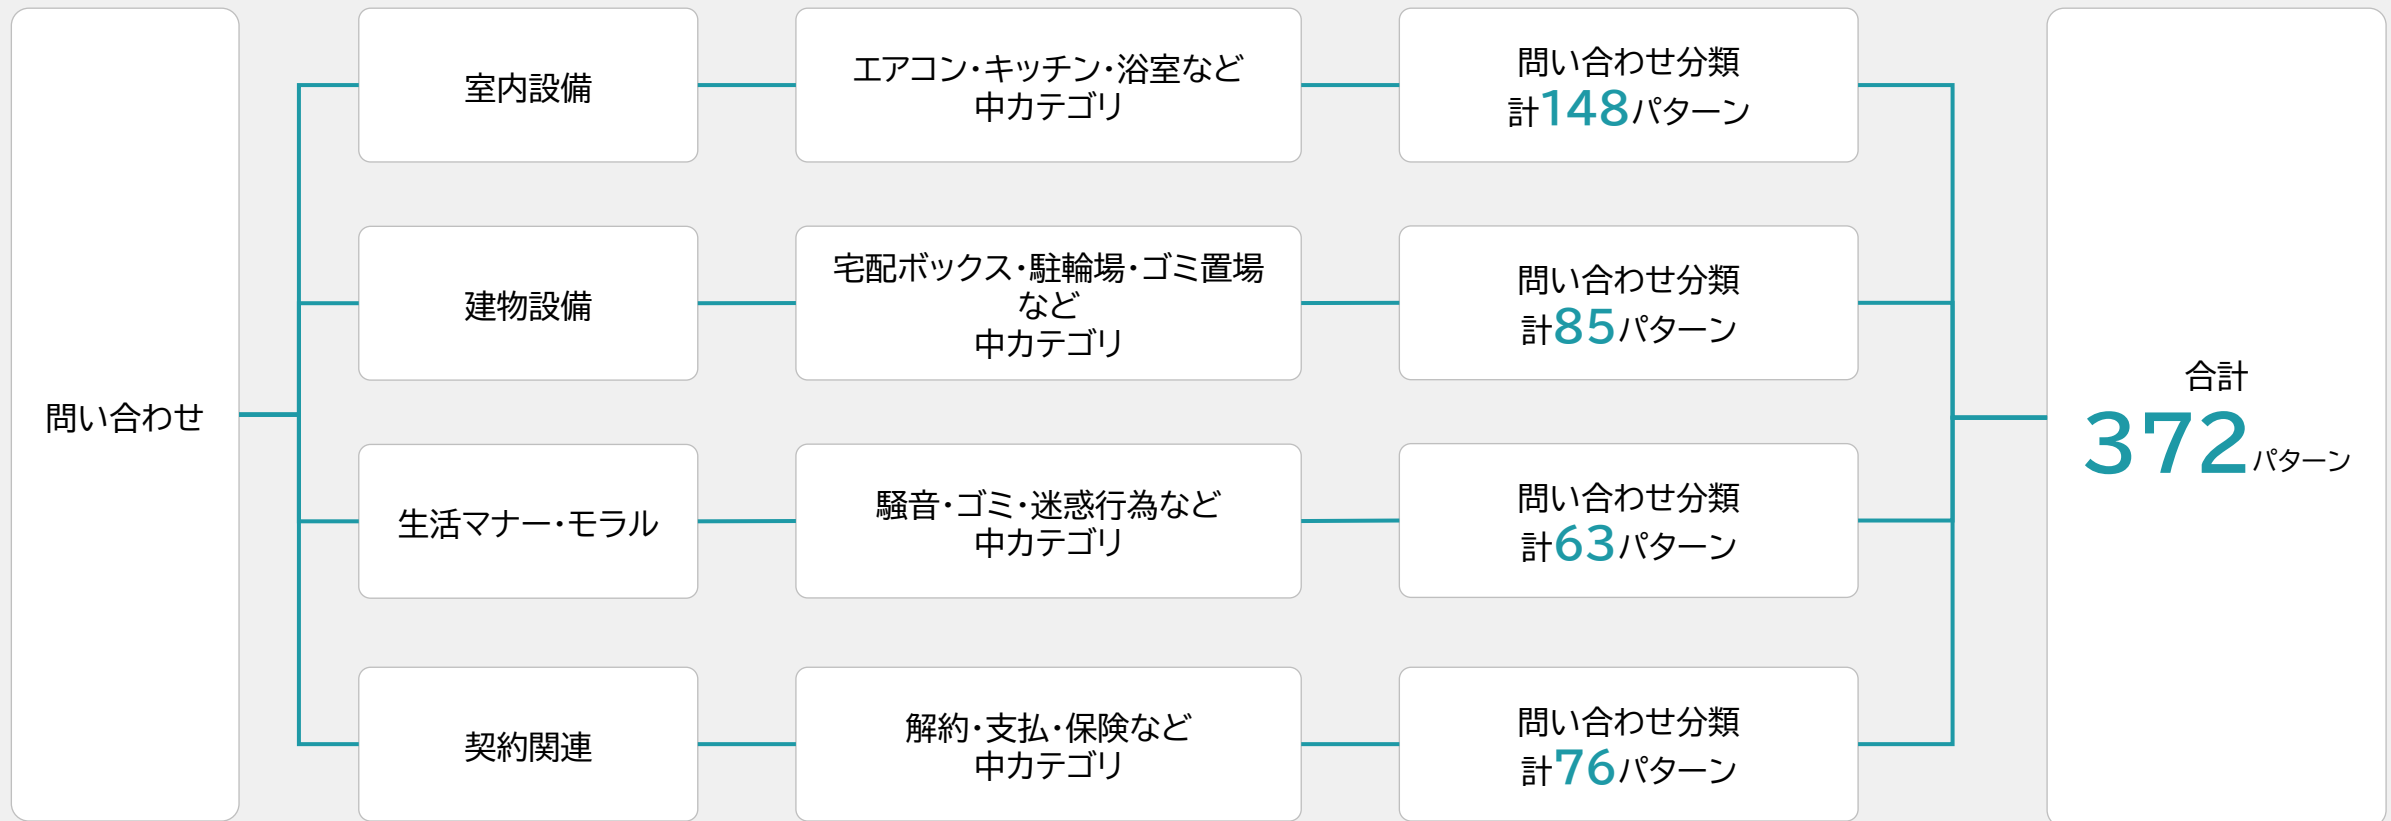 問い合わせ
室内設備
エアコン・キッチン・浴室など
中カテゴリ
問い合わせ分類
計148パターン
建物設備
宅配ボックス・駐輪場・ゴミ置場
など
中カテゴリ
問い合わせ分類
計85パターン
生活マナー・モラル
騒音・ゴミ・迷惑行為など
中カテゴリ
問い合わせ分類
計63パターン
契約関連
解約・支払・保険など
中カテゴリ
問い合わせ分類
計76パターン
合計
372パターン